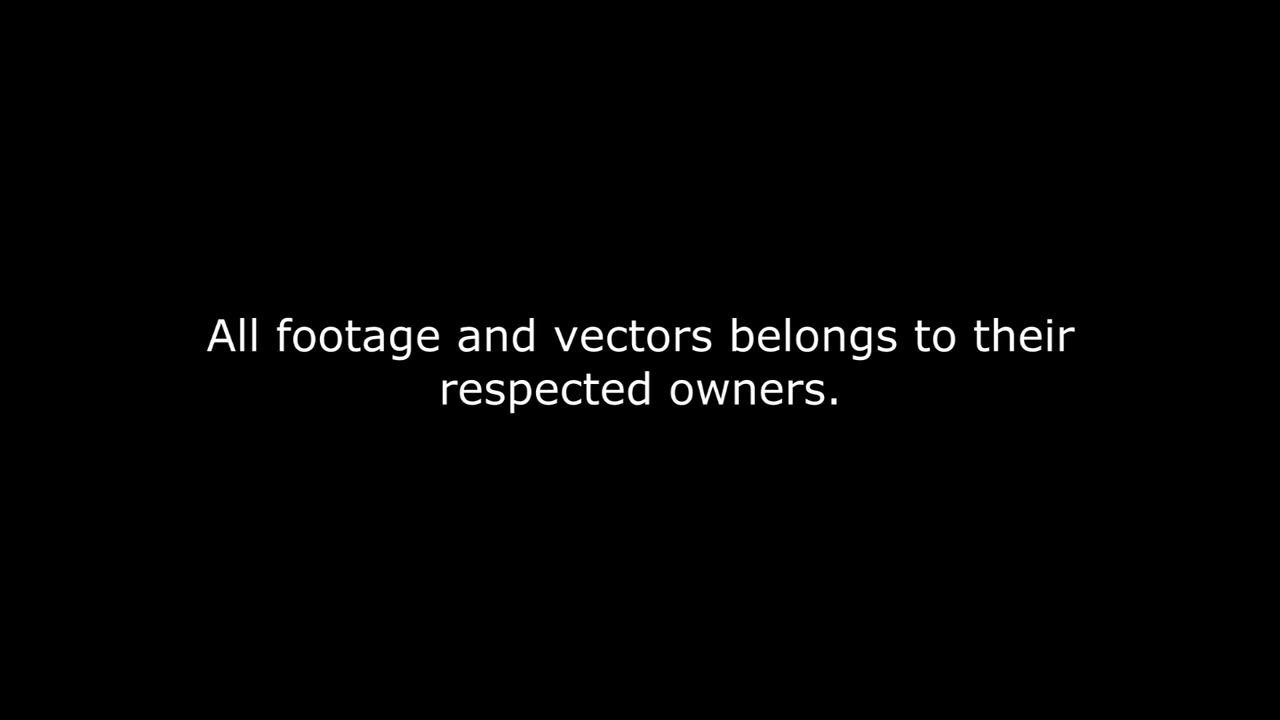 All footage and vectors belongs to their
respected owners.